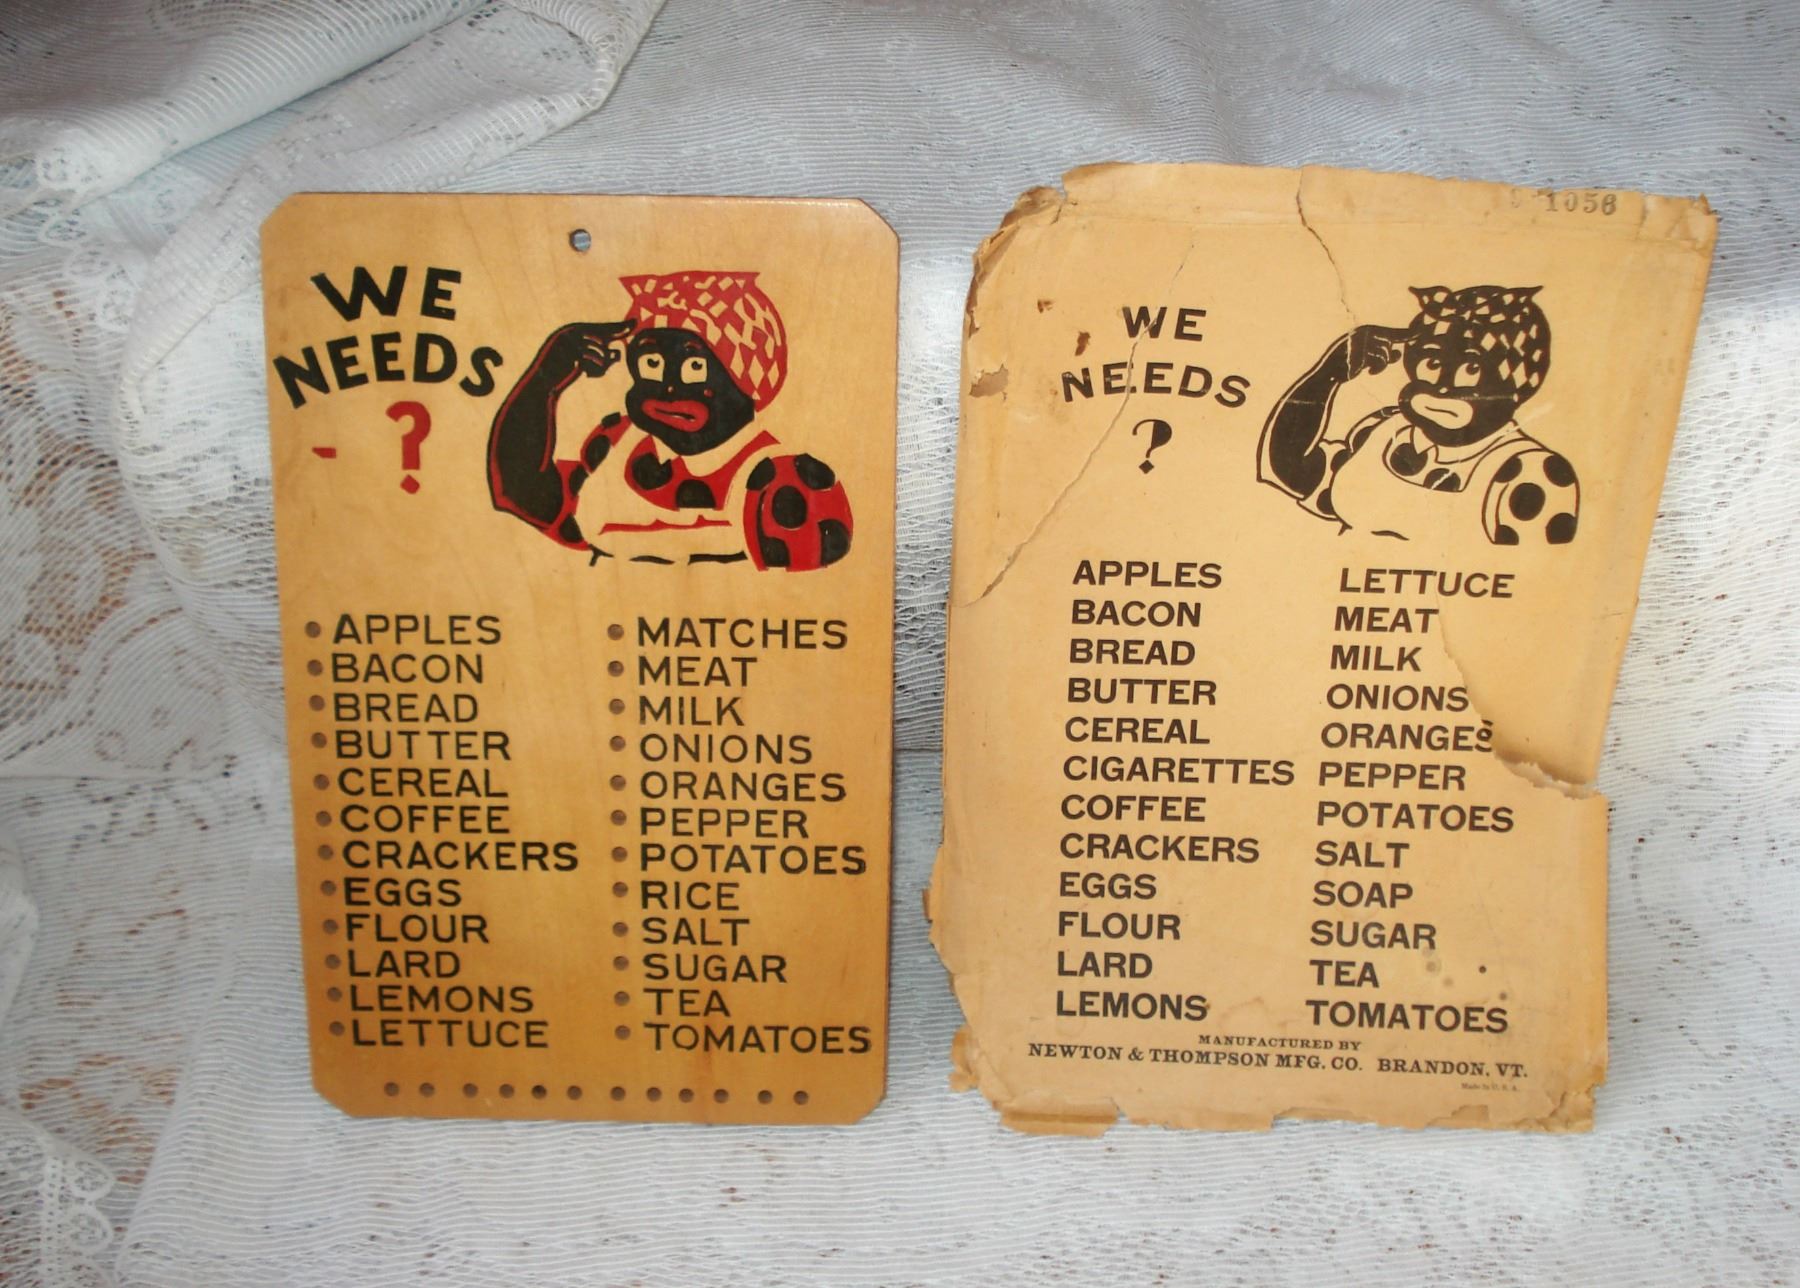 WE
NEEDS
?
APPLES
BACON
BREAD
BUTTER
CEREAL
COFFEE
CRACKERS
EGGS
FLOUR
LARD
LEMONS
LETTUCE
MATCHES
MEAT
MILK
ONIONS
ORANGES
PEPPER
POTATOES
RICE
SALT
SUGAR
TEA
TOMATOES
1056
WE
NEEDS
?
APPLES
BACON
BREAD
BUTTER
CEREAL
CIGARETTES
COFFEE
CRACKERS
EGGS
FLOUR
LARD
LEMONS
LETTUCE
MEAT
MILK
ONIONS
ORANGES
PEPPER
POTATOES
SALT
SOAP
SUGAR
TEA
TOMATOES
MANUFACTURED BY
NEWTON & THOMPSON MFG. CO. BRANDON, VT.
Made In U. S. A.